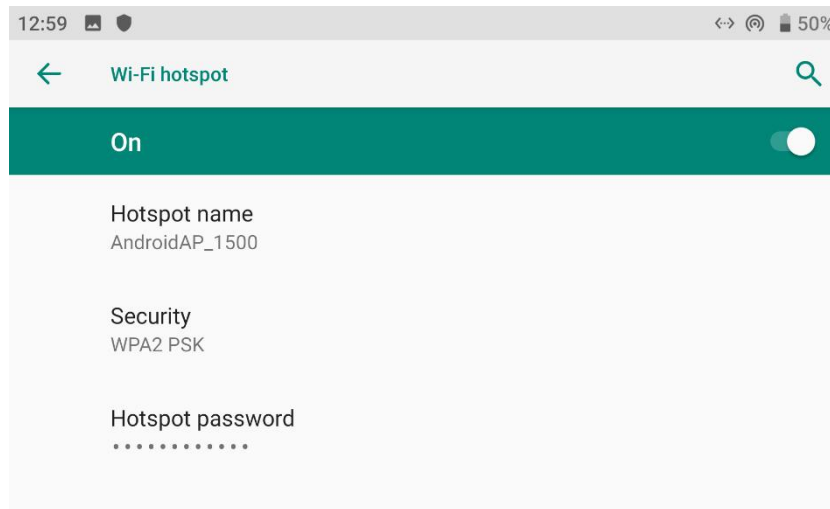 12:59 50%
Wi-Fi hotspot
On
Hotspot name
AndroidAP_1500
Security
WPA2 PSK
Hotspot password
••••••••••••